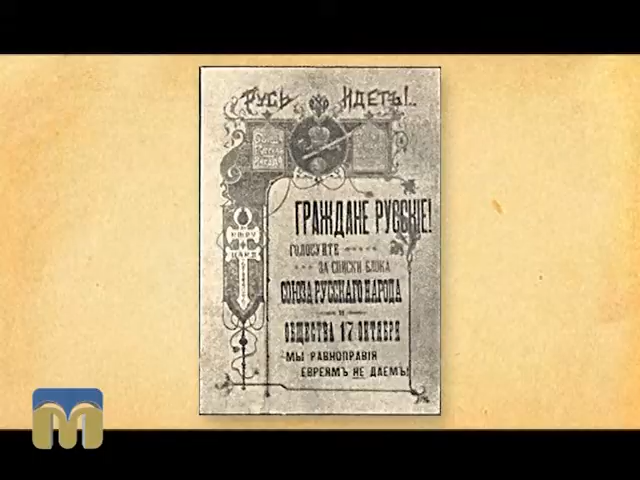 РУСЬ ИДЕТЪ!
ГРАЖДАНЕ РУССКІЕ!
ГОЛОСУЙТЕ
ЗА СПИСКИ БЛОКА
СОЮЗА РУССКАГО НАРОДА
И
ОБЩЕСТВА 17 ОКТЯБРЯ
МЫ РАВНОПРАВІЯ
ЕВРЕЯМЪ НЕ ДАЕМЪ!
ЦАРЯ
M